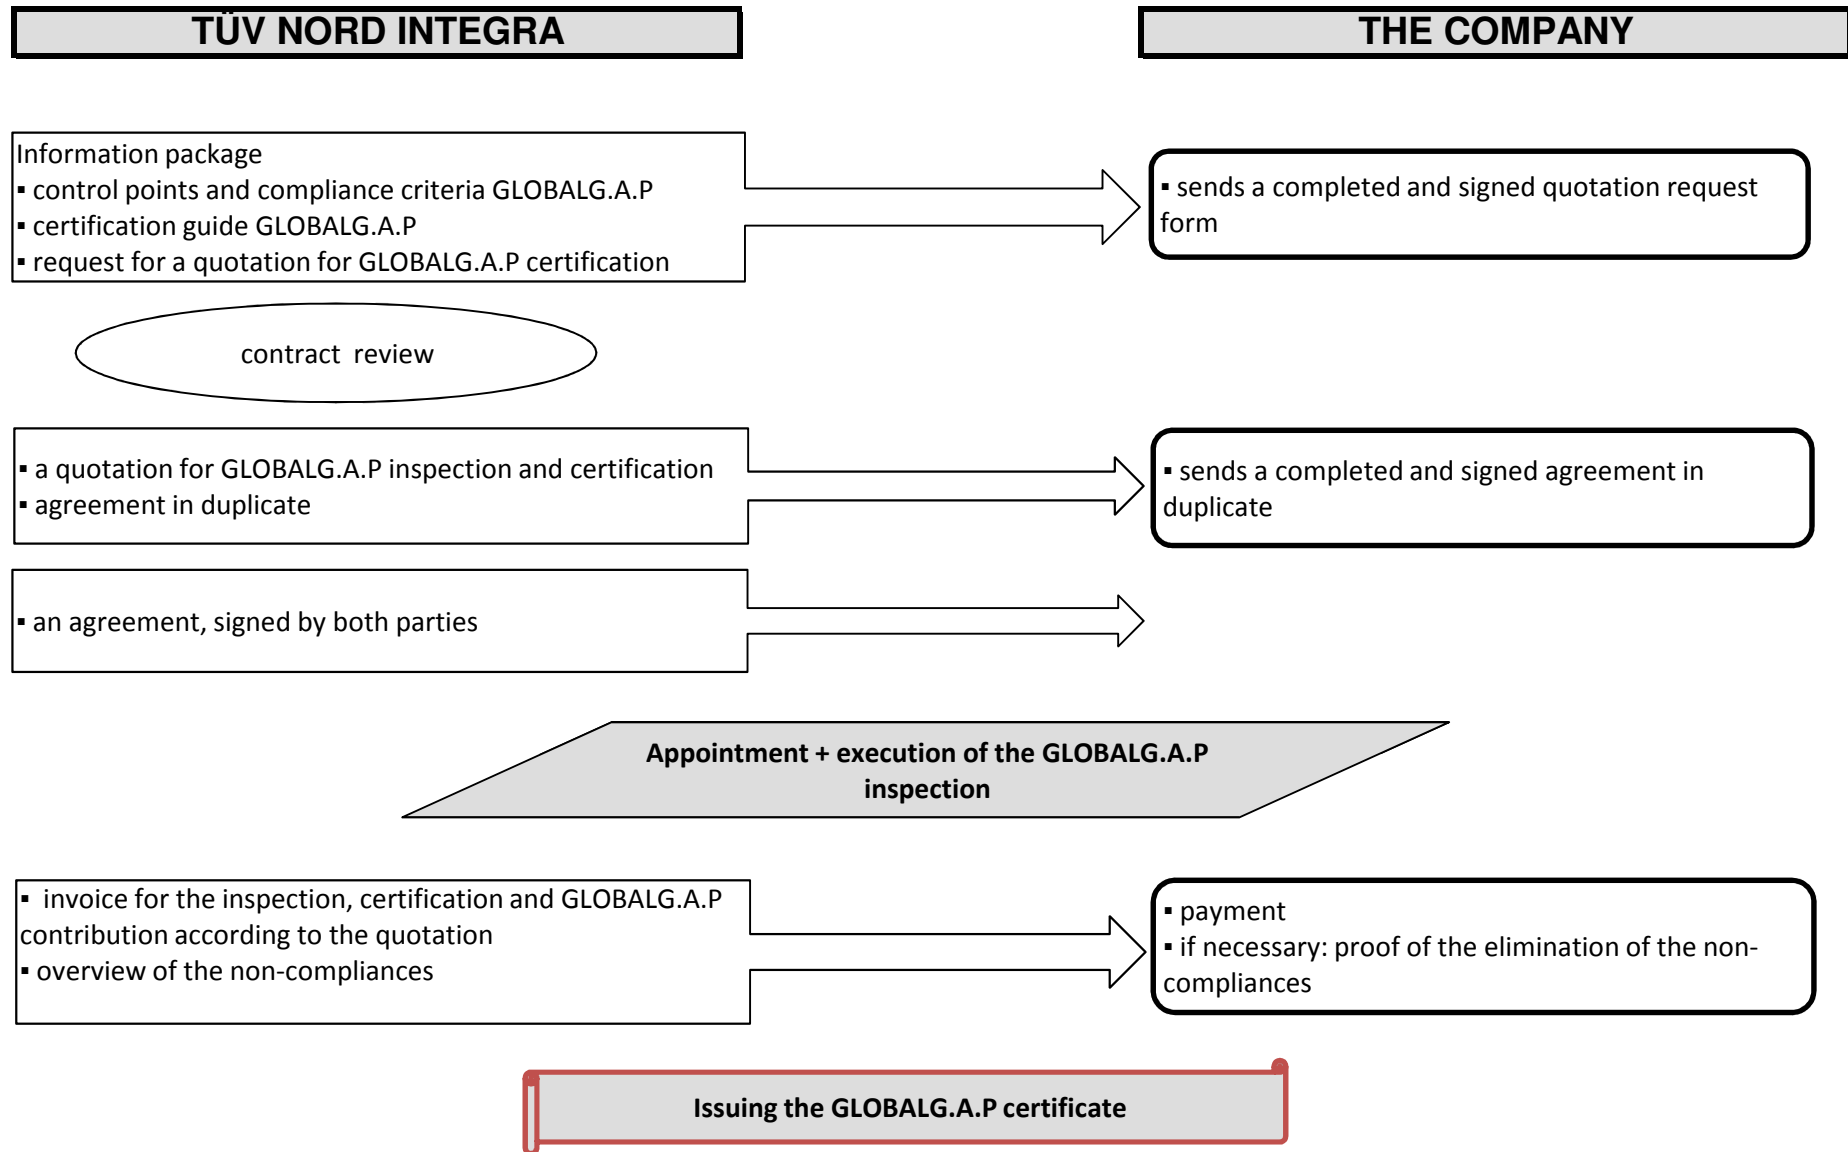 TÜV NORD INTEGRA
THE COMPANY
Information package
▪ control points and compliance criteria GLOBALG.A.P
▪ certification guide GLOBALG.A.P
▪ request for a quotation for GLOBALG.A.P certification
▪ sends a completed and signed quotation request
form
contract review
▪ a quotation for GLOBALG.A.P inspection and certification
▪ agreement in duplicate
▪ sends a completed and signed agreement in
duplicate
▪ an agreement, signed by both parties
Appointment + execution of the GLOBALG.A.P
inspection
▪ invoice for the inspection, certification and GLOBALG.A.P
contribution according to the quotation
▪ overview of the non-compliances
▪ payment
▪ if necessary: proof of the elimination of the non-
compliances
Issuing the GLOBALG.A.P certificate